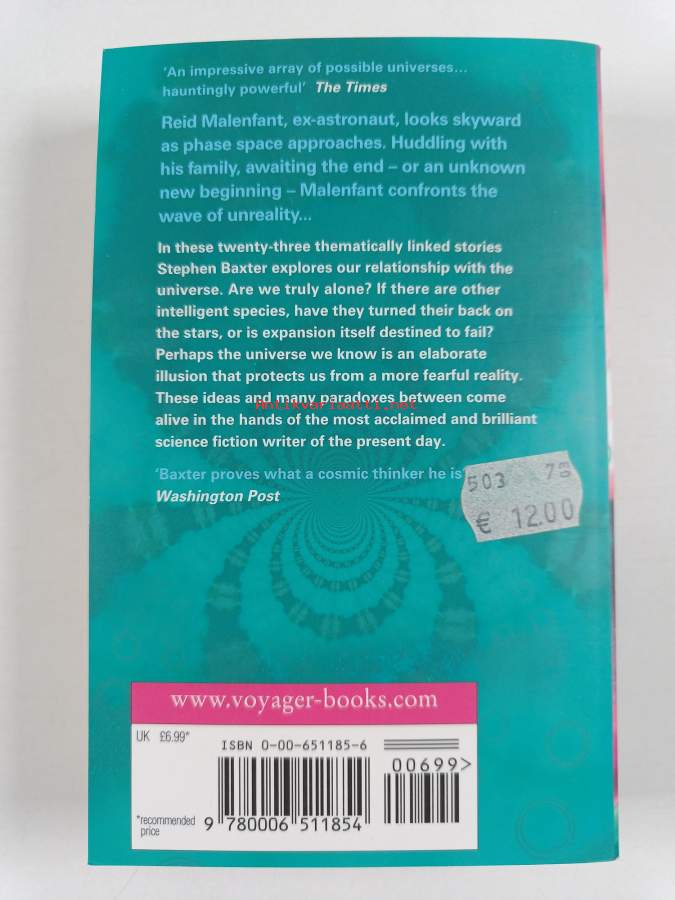 'An impressive array of possible universes...
hauntingly powerful' The Times
Reid Malenfant, ex-astronaut, looks skyward
as phase space approaches. Huddling with
his family, awaiting the end – or an unknown
new beginning – Malenfant confronts the
wave of unreality...
In these twenty-three thematically linked stories
Stephen Baxter explores our relationship with the
universe. Are we truly alone? If there are other
intelligent species, have they turned their back on
the stars, or is expansion itself destined to fail?
Perhaps the universe we know is an elaborate
illusion that protects us from a more fearful reality.
These ideas and many paradoxes between come
Antikvariaatti.net
alive in the hands of the most acclaimed and brilliant
science fiction writer of the present day.
'Baxter proves what a cosmic thinker he is'
Washington Post
503
€ 12.00
www.voyager-books.com
UK £6.99*
ISBN 0-00-651185-6
00699>
*recommended
price
9 780006 511854